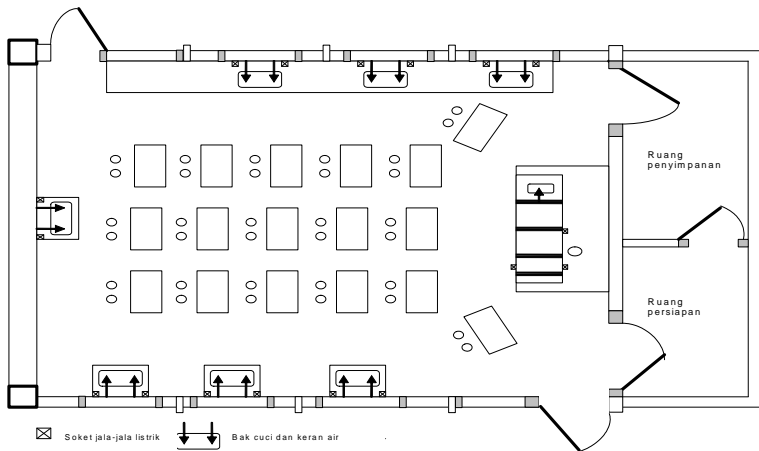 Ruang
penyimpanan
Ruang
persiapan
Soket jala-jala listrik
Bak cuci dan keran air